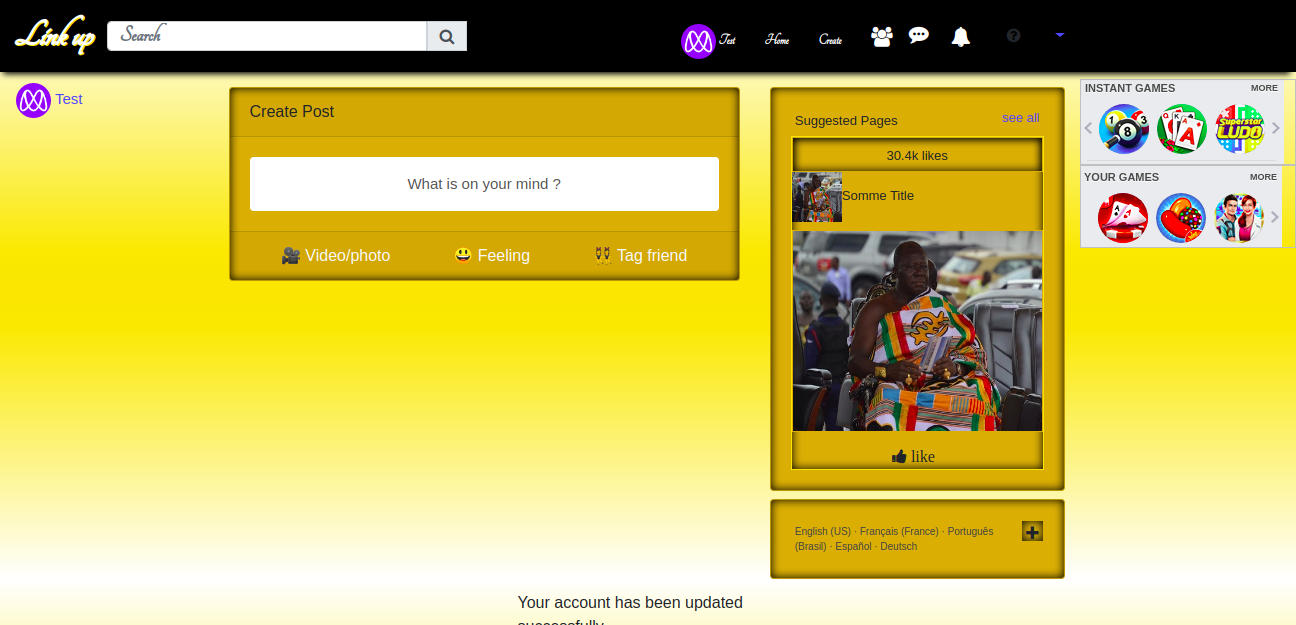 Link up
Search
Test
Home
Create
Test
Create Post
What is on your mind ?
Video/photo
Feeling
Tag friend
Suggested Pages
see all
30.4k likes
Somme Title
like
English (US) · Français (France) · Português
(Brasil) · Español · Deutsch
INSTANT GAMES
MORE
Superstar
LUDO
YOUR GAMES
MORE
Your account has been updated
successfully